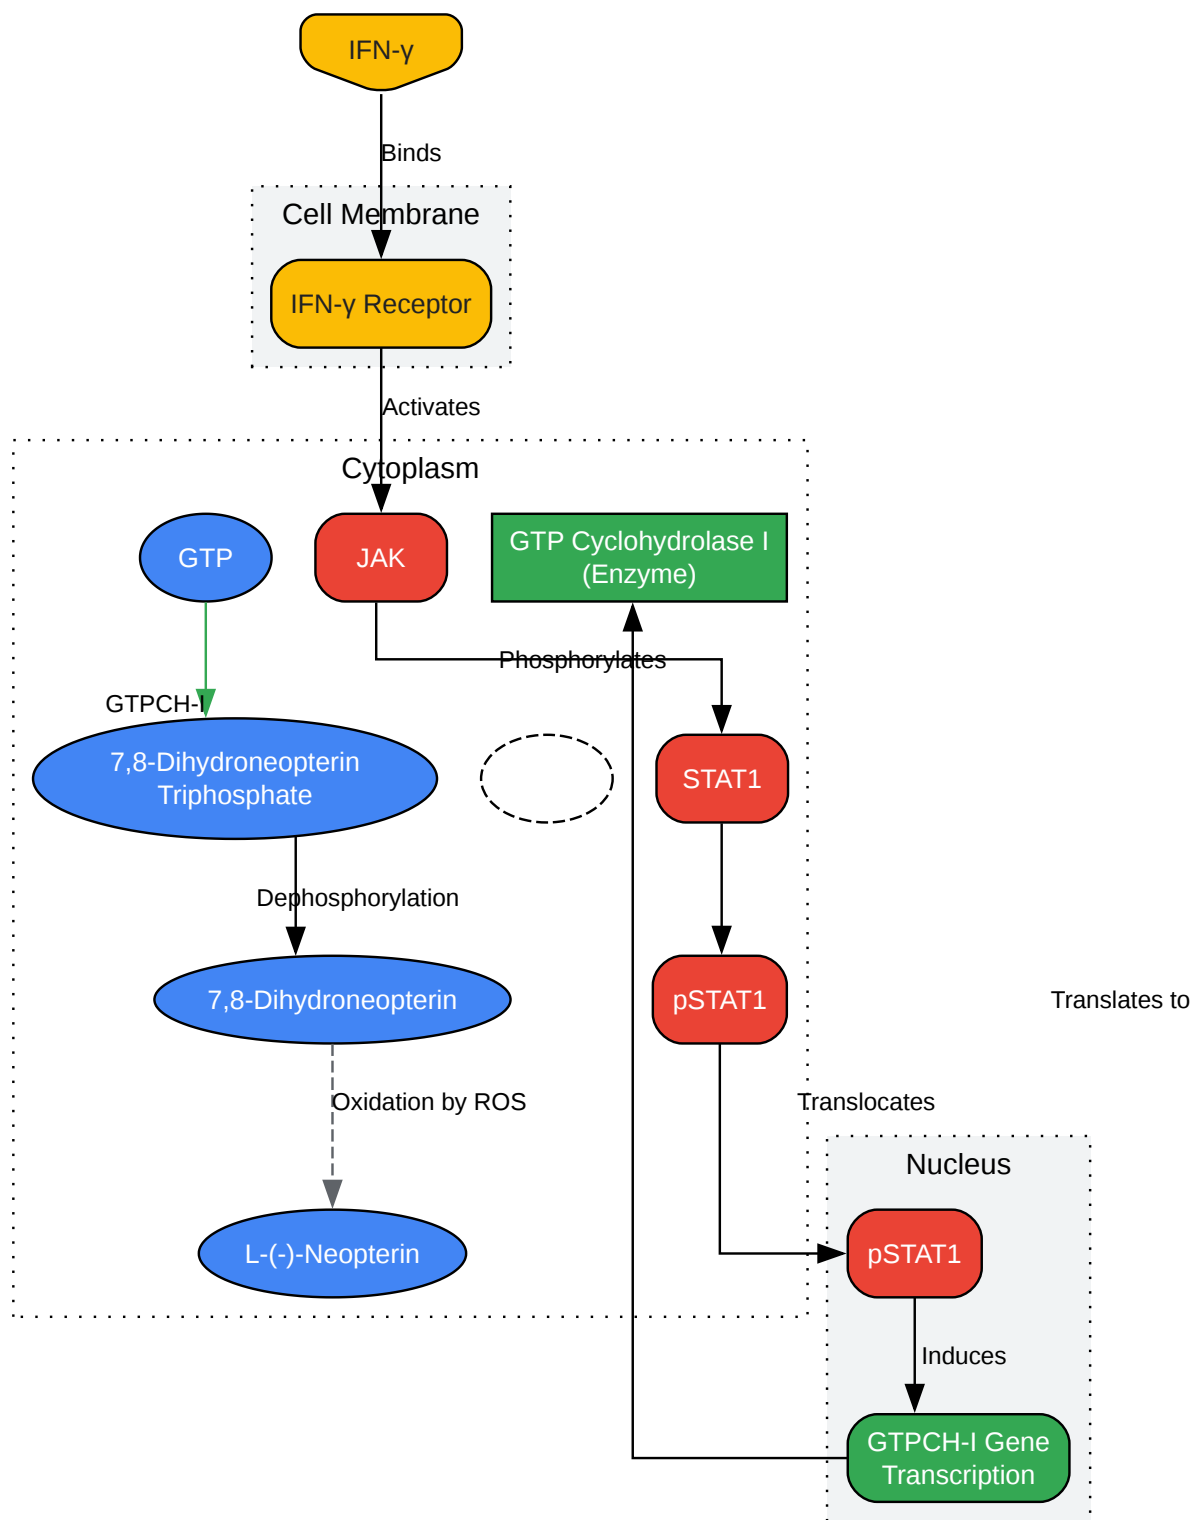 IFN-γ
Binds
Cell Membrane
IFN-γ Receptor
Activates
Cytoplasm
GTP
JAK
GTP Cyclohydrolase I
(Enzyme)
Phosphorylates
GTPCH-I
7,8-Dihydroneopterin
Triphosphate
STAT1
Dephosphorylation
7,8-Dihydroneopterin
pSTAT1
Translates to
Oxidation by ROS
Translocates
Nucleus
L-(-)-Neopterin
pSTAT1
Induces
GTPCH-I Gene
Transcription